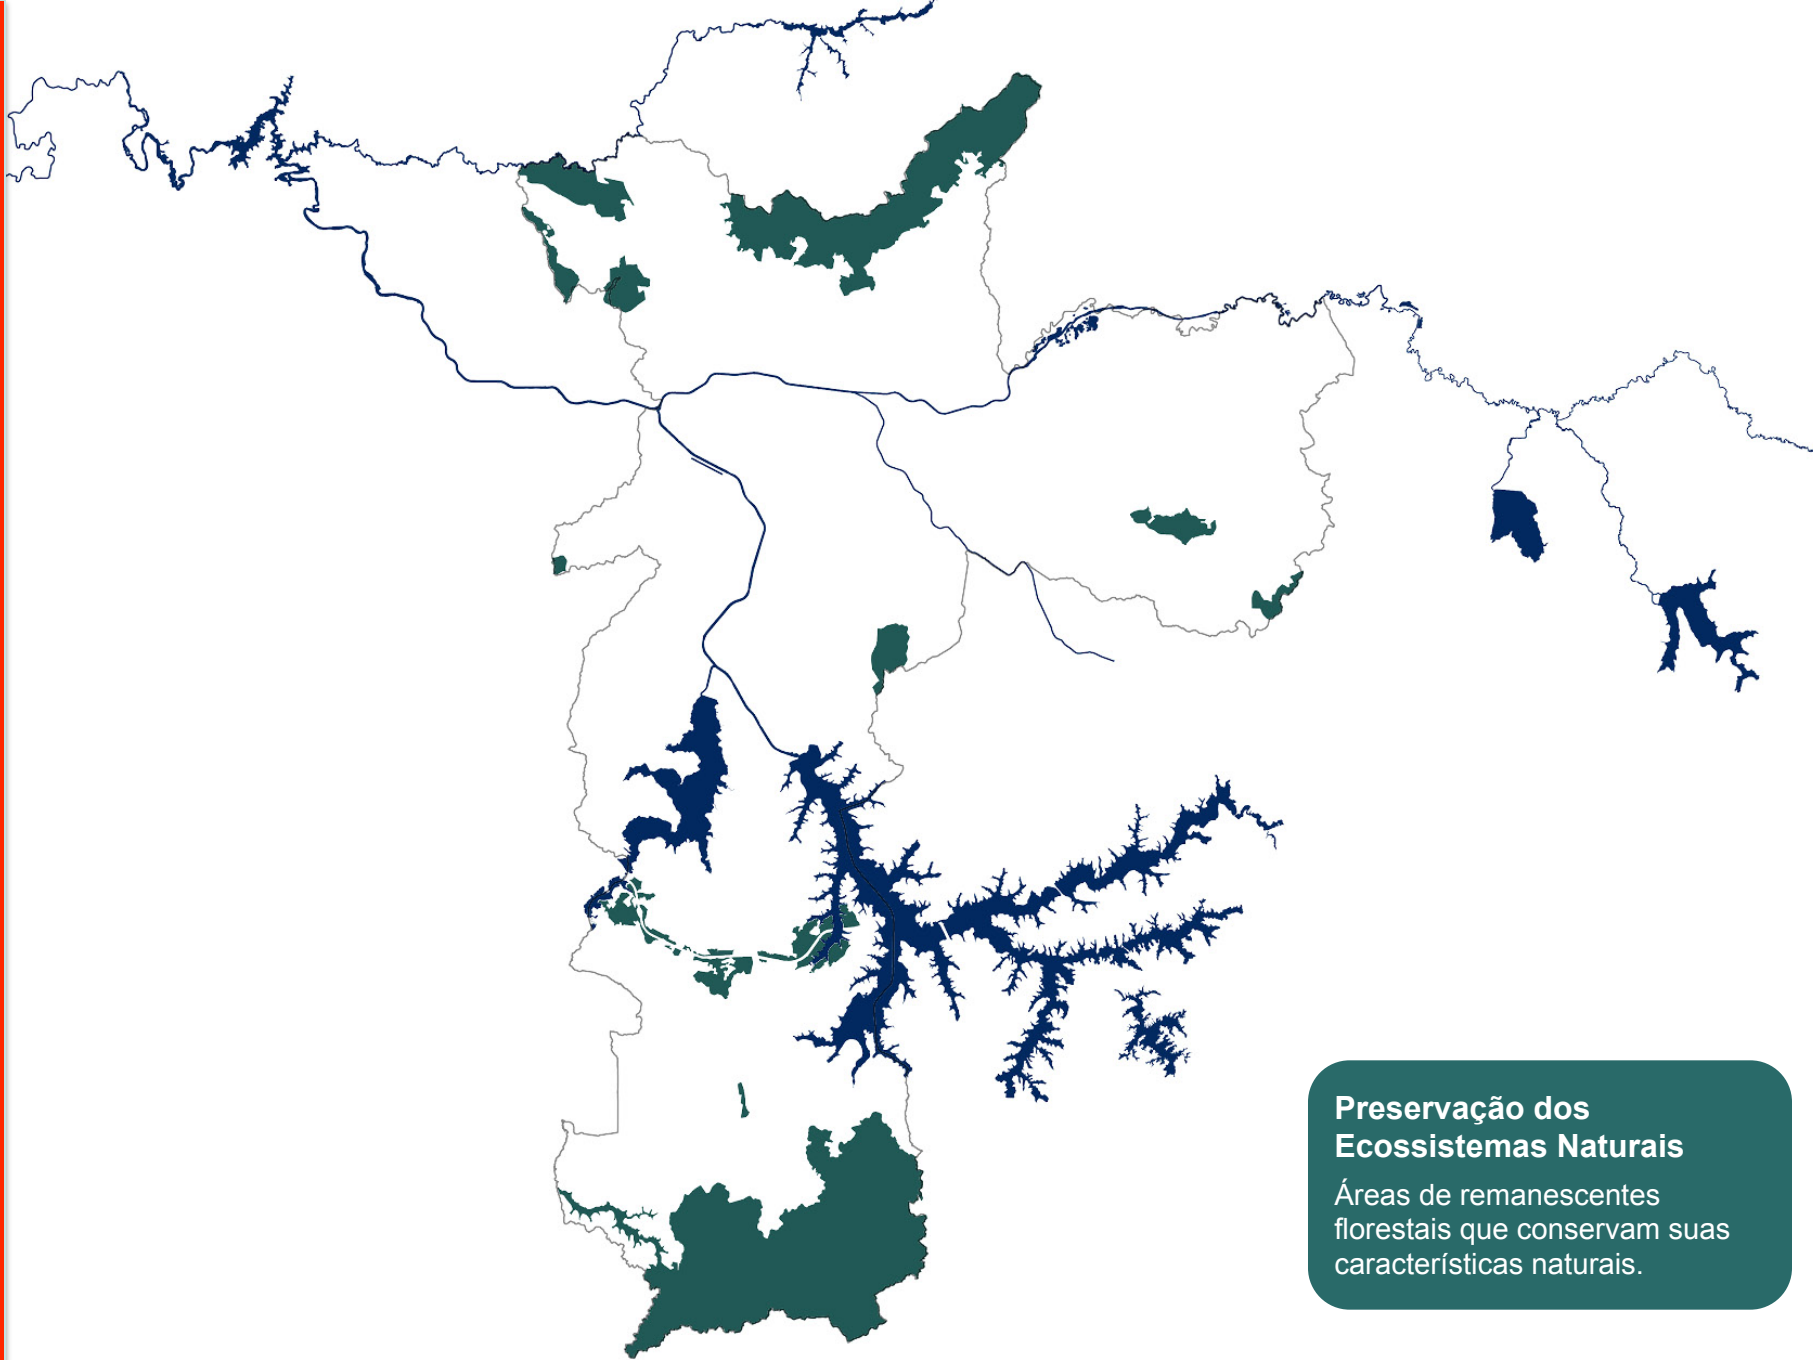 Preservação dos
Ecossistemas Naturais
Áreas de remanescentes
florestais que conservam suas
características naturais.